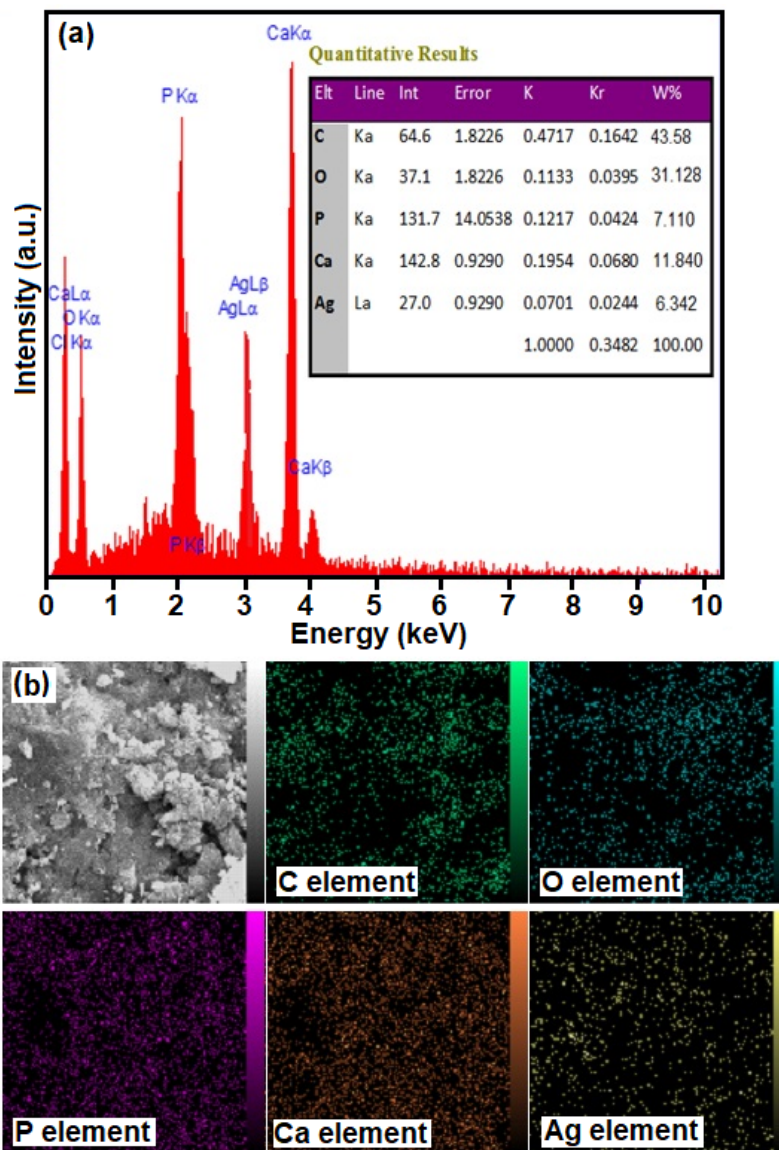 (a)
CaKα
Quantitative Results
Elt Line Int Error K Kr W%
C Ka 64.6 1.8226 0.4717 0.1642 43.58
O Ka 37.1 1.8226 0.1133 0.0395 31.128
P Ka 131.7 14.0538 0.1217 0.0424 7.110
Ca Ka 142.8 0.9290 0.1954 0.0680 11.840
Ag La 27.0 0.9290 0.0701 0.0244 6.342
1.0000 0.3482 100.00
P Kα
AgLβ
AgLα
CaLα
O Kα
C Kα
CaKβ
P Kβ
Intensity (a.u.)
0 1 2 3 4 5 6 7 8 9 10
Energy (keV)
(b)
C element
O element
P element
Ca element
Ag element